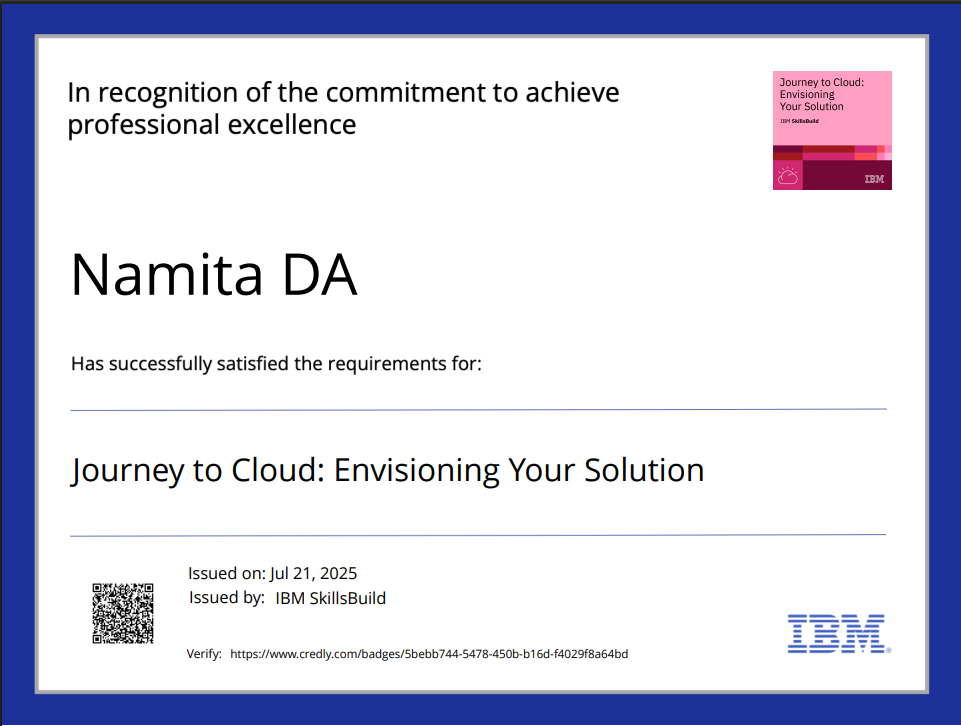 In recognition of the commitment to achieve
professional excellence
Journey to Cloud:
Envisioning
Your Solution
IBM SkillsBuild
IBM
Namita DA
Has successfully satisfied the requirements for:
Journey to Cloud: Envisioning Your Solution
Issued on: Jul 21, 2025
Issued by: IBM SkillsBuild
IBM®
Verify: https://www.credly.com/badges/5bebb744-5478-450b-b16d-f4029f8a64bd